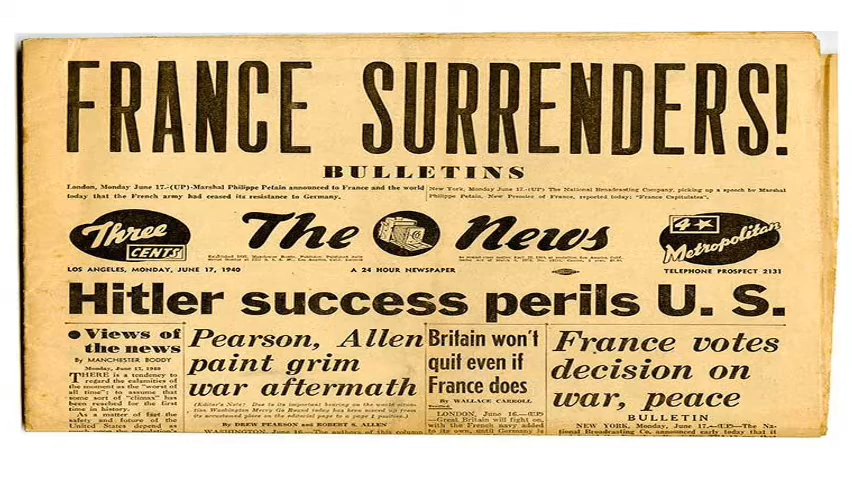 FRANCE SURRENDERS!
BULLETINS
London, Monday June 17.-(UP)-Marshal Philippe Petain announced to France and the world
today that the French army had ceased its resistance to Germany.
New York, Monday June 17.-(UP) The National Broadcasting Company, picking up a speech by Marshal
Philippe Petain, New Premier of France, reported today: "France Capitulates".
Three
CENTS
The News
4★
Metropolitan
LOS ANGELES, MONDAY, JUNE 17, 1940
A 24 HOUR NEWSPAPER
TELEPHONE PROSPECT 2131
Hitler success perils U. S.
● Views of
the news
By MANCHESTER BODDY
Monday, June 17, 1940
THERE is a tendency to
regard the calamities of
the moment as the "worst of
all time"; to assume that
some sort of "climax" has
been reached for the first
time in history.
As a matter of fact the
safety and future of the
United States depend as
Pearson, Allen
paint grim
war aftermath
(Editor's Note: Due to its important bearing on the world situa-
tion Washington Merry Go Round today has been moved up from
its accustomed place on the editorial page to a page 1 position.)
By DREW PEARSON and ROBERT S. ALLEN
WASHINGTON, June 16—The authors of this column
Britain won't
quit even if
France does
By WALLACE CARROLL
LONDON, June 16.—(UP)
—Great Britain will fight on,
with the French navy added
to its own, until Germany is
France votes
decision on
war, peace
BULLETIN
NEW YORK, Monday, June 17.—(UP)—The Na-
tional Broadcasting Co. announced early today that it